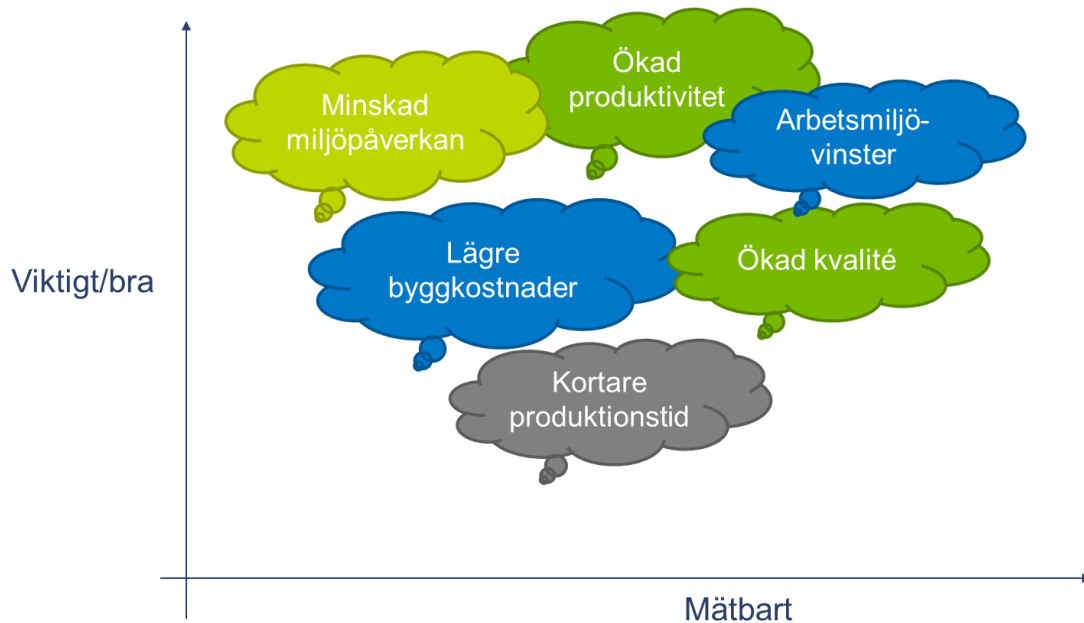 Ökad
produktivitet
Minskad
miljöpåverkan
Arbetsmiljö-
vinster
Lägre
byggkostnader
Ökad kvalité
Viktigt/bra
Kortare
produktionstid
Mätbart